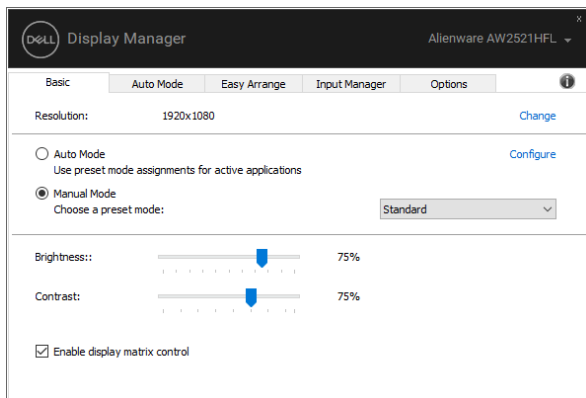 DELL Display Manager Alienware AW2521HFL
x
Basic Auto Mode Easy Arrange Input Manager Options i
Resolution: 1920x1080 Change
Auto Mode Configure
Use preset mode assignments for active applications
Manual Mode
Choose a preset mode: Standard
Brightness:: 75%
Contrast: 75%
Enable display matrix control